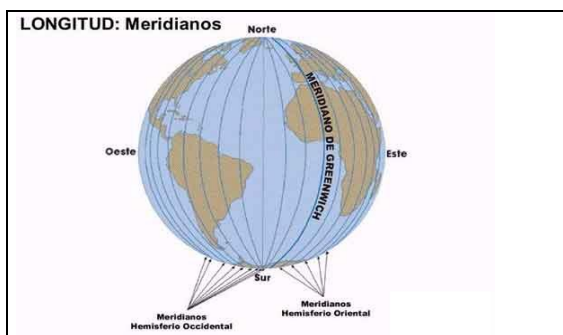 LONGITUD: Meridianos
Norte
MERIDIANO DE GREENWICH
Oeste
Este
Sur
Meridianos
Hemisferio Occidental
Meridianos
Hemisferio Oriental